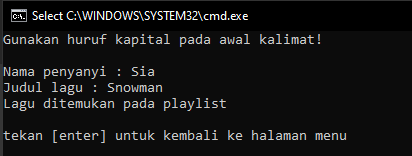 Select C:\WINDOWS\SYSTEM32\cmd.exe
Gunakan huruf kapital pada awal kalimat!
Nama penyanyi : Sia
Judul lagu : Snowman
Lagu ditemukan pada playlist
tekan [enter] untuk kembali ke halaman menu